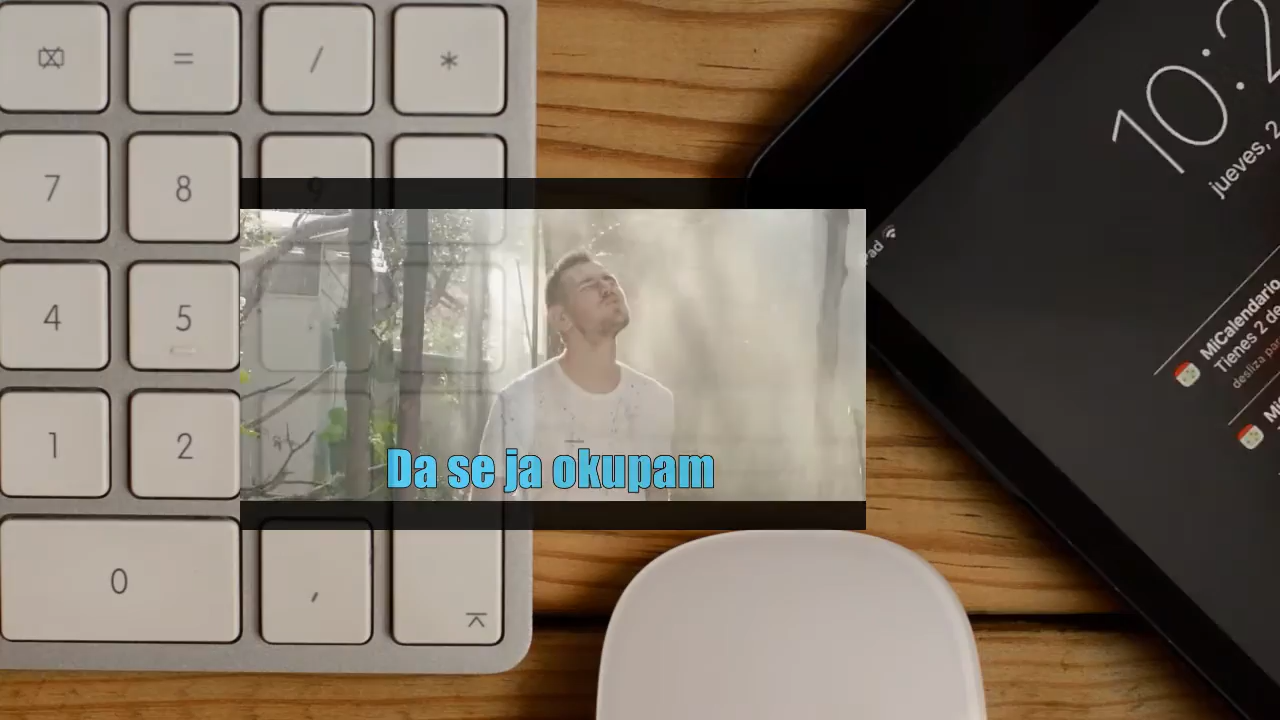 = / *
7 8 9
4 5
1 2
0 ,
Da se ja okupam
10:2
jueves, 2
MiCalendario
Tienes 2 de
desliza par